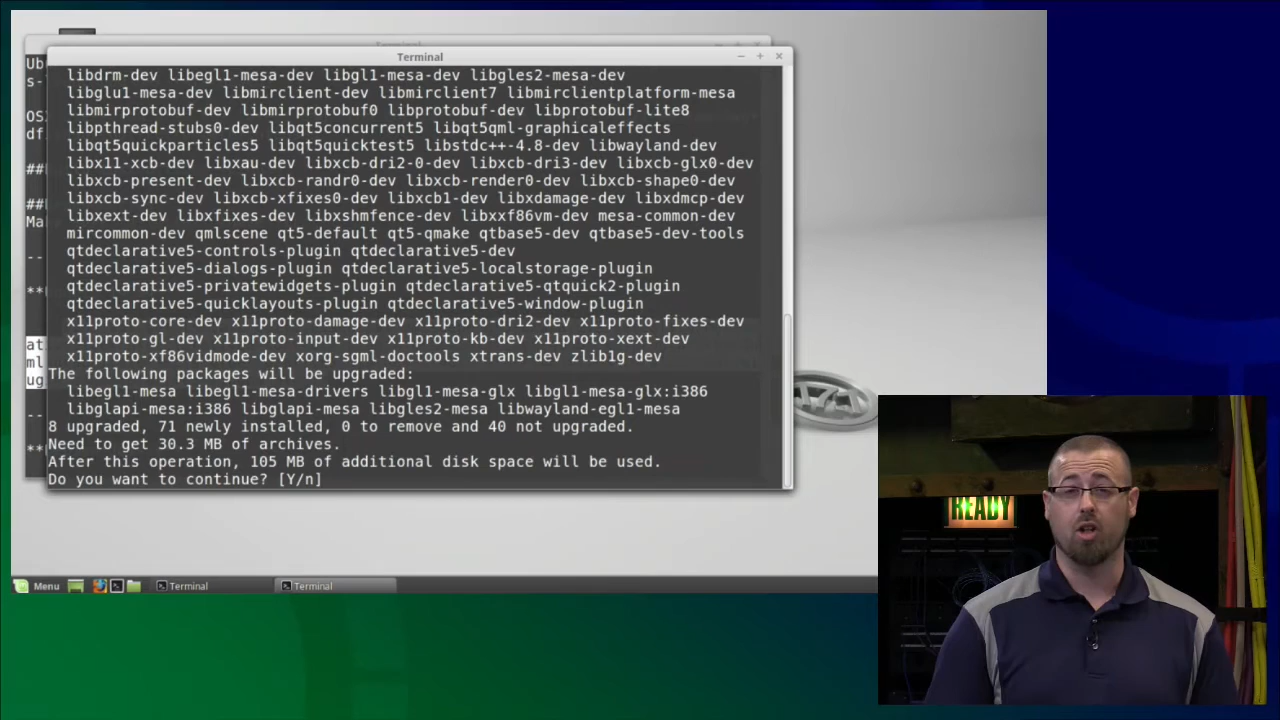 Terminal
Ub
s-
OS
df
##
##
Ma
--
**
at
ml
ug
--
**
libdrm-dev libegl1-mesa-dev libgl1-mesa-dev libgles2-mesa-dev
libglu1-mesa-dev libmirclient-dev libmirclient7 libmirclientplatform-mesa
libmirprotobuf-dev libmirprotobuf0 libprotobuf-dev libprotobuf-lite8
libpthread-stubs0-dev libqt5concurrent5 libqt5qml-graphicaleffects
libqt5quickparticles5 libqt5quicktest5 libstdc++-4.8-dev libwayland-dev
libx11-xcb-dev libxau-dev libxcb-dri2-0-dev libxcb-dri3-dev libxcb-glx0-dev
libxcb-present-dev libxcb-randr0-dev libxcb-render0-dev libxcb-shape0-dev
libxcb-sync-dev libxcb-xfixes0-dev libxcb1-dev libxdamage-dev libxdmcp-dev
libxext-dev libxfixes-dev libxshmfence-dev libxxf86vm-dev mesa-common-dev
mircommon-dev qmlscene qt5-default qt5-qmake qtbase5-dev qtbase5-dev-tools
qtdeclarative5-controls-plugin qtdeclarative5-dev
qtdeclarative5-dialogs-plugin qtdeclarative5-localstorage-plugin
qtdeclarative5-privatewidgets-plugin qtdeclarative5-qtquick2-plugin
qtdeclarative5-quicklayouts-plugin qtdeclarative5-window-plugin
x11proto-core-dev x11proto-damage-dev x11proto-dri2-dev x11proto-fixes-dev
x11proto-gl-dev x11proto-input-dev x11proto-kb-dev x11proto-xext-dev
x11proto-xf86vidmode-dev xorg-sgml-doctools xtrans-dev zlib1g-dev
The following packages will be upgraded:
libegl1-mesa libegl1-mesa-drivers libgl1-mesa-glx libgl1-mesa-glx:i386
libglapi-mesa:i386 libglapi-mesa libgles2-mesa libwayland-egl1-mesa
8 upgraded, 71 newly installed, 0 to remove and 40 not upgraded.
Need to get 30.3 MB of archives.
After this operation, 105 MB of additional disk space will be used.
Do you want to continue? [Y/n]
17.1
READY
Menu
Terminal
Terminal